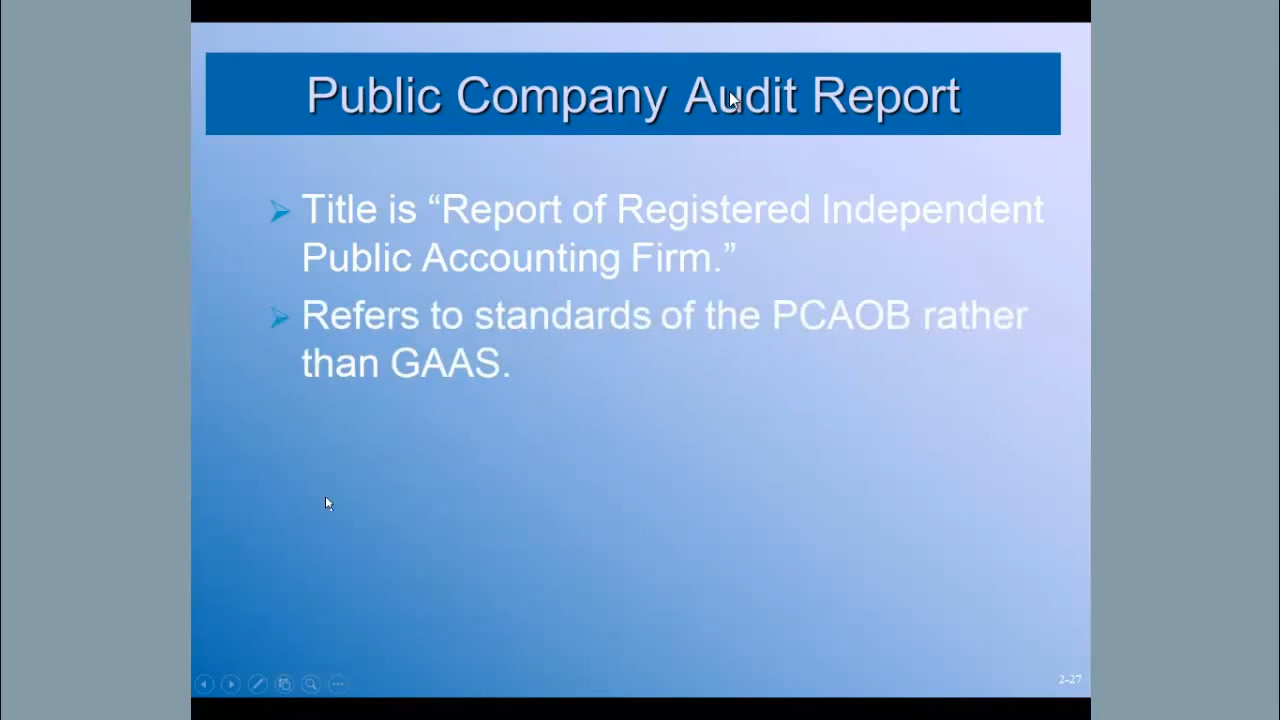 Public Company Audit Report
Title is “Report of Registered Independent
Public Accounting Firm.”
Refers to standards of the PCAOB rather
than GAAS.
2-27